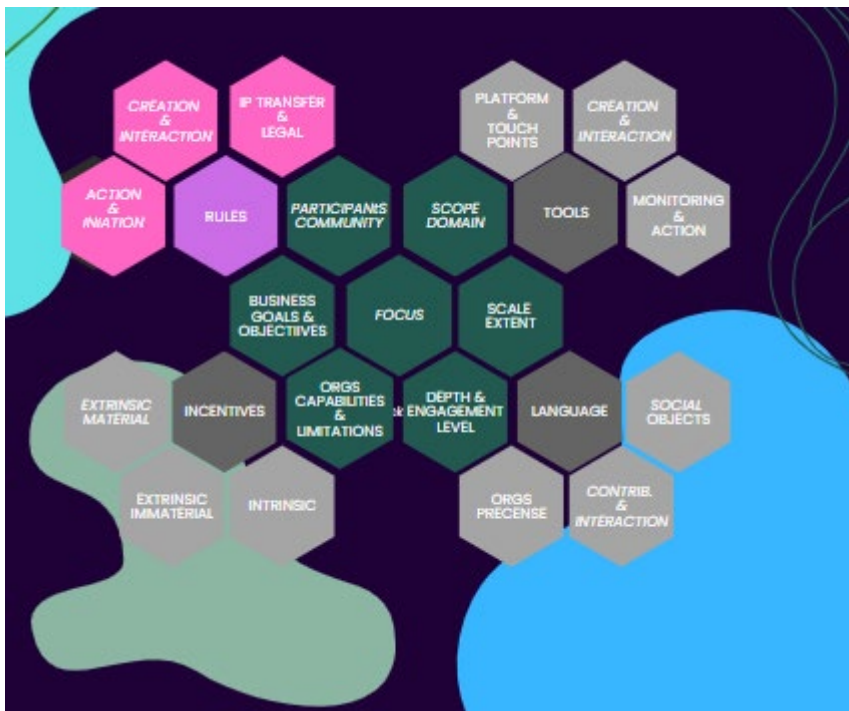 CREATION
&
INTERACTION
IP TRANSFER
&
LEGAL
PLATFORM
&
TOUCH
POINTS
CREATION
&
INTERACTION
ACTION
&
INIATION
RULES
PARTICIPANtS
COMMUNITY
SCOPE
DOMAIN
TOOLS
MONITORING
&
ACTION
BUSINESS
GOALS &
OBJECTIIVES
FOCUS
SCALE
EXTENT
EXTRINSIC
MATERIAL
INCENTIVES
ORGS
CAPABILITIES
&
LIMITATIONS
DEPTH &
ENGAGEMENT
LEVEL
LANGUAGE
SOCIAL
OBJECTS
EXTRINSIC
IMMATERIAL
INTRINSIC
ORGS
PRECENSE
CONTRIB.
&
INTERACTION